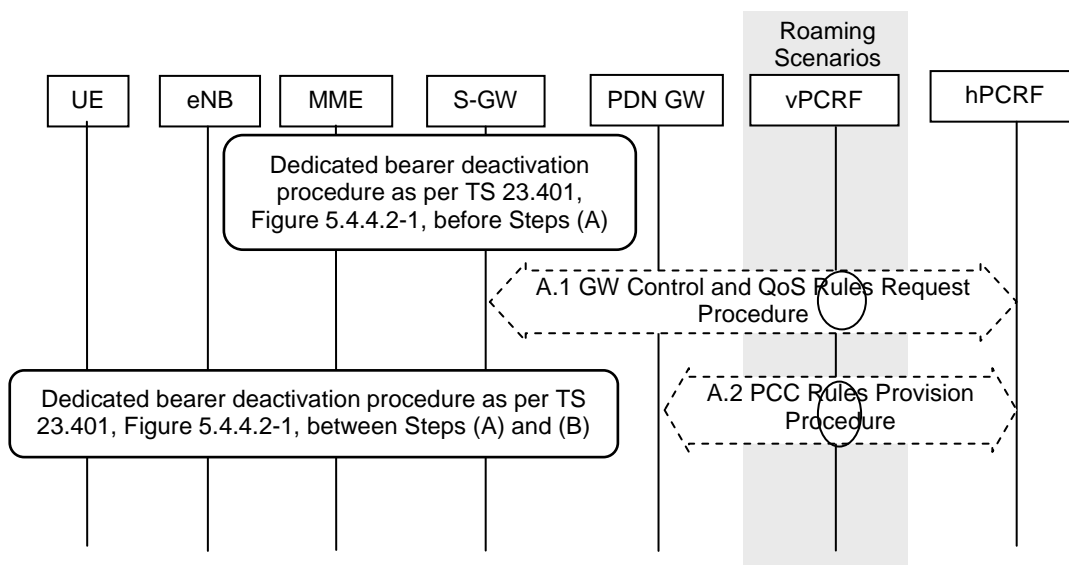 Roaming
Scenarios
UE
eNB
MME
S-GW
PDN GW
vPCRF
hPCRF
Dedicated bearer deactivation
procedure as per TS 23.401,
Figure 5.4.4.2-1, before Steps (A)
A.1 GW Control and QoS Rules Request
Procedure
Dedicated bearer deactivation procedure as per TS
23.401, Figure 5.4.4.2-1, between Steps (A) and (B)
A.2 PCC Rules Provision
Procedure